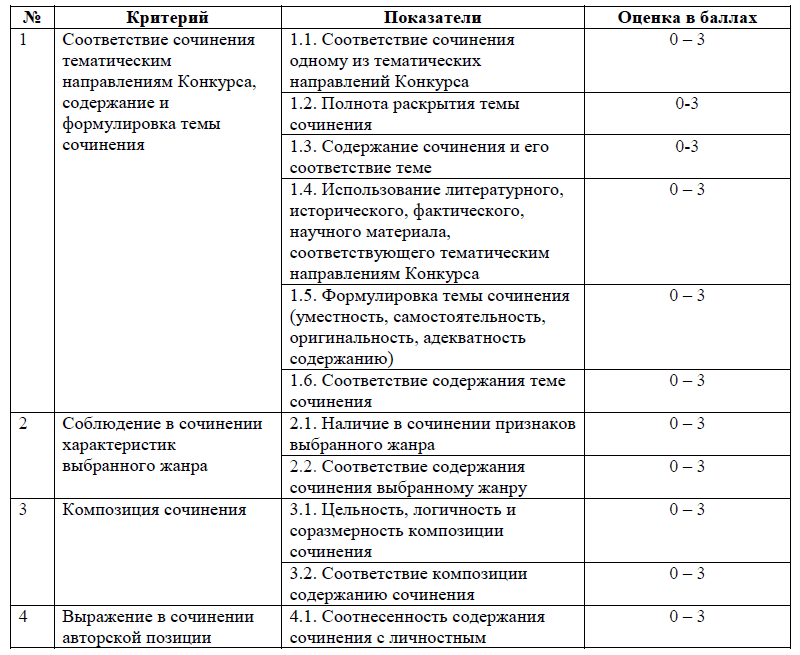 № Критерий Показатели Оценка в баллах
1 Соответствие сочинения тематическим направлениям Конкурса, содержание и формулировка темы сочинения
1.1. Соответствие сочинения
одному из тематических
направлений Конкурса
0 – 3
1.2. Полнота раскрытия темы
сочинения
0-3
1.3. Содержание сочинения и его
соответствие теме
0-3
1.4. Использование литературного,
исторического, фактического,
научного материала,
соответствующего тематическим
направлениям Конкурса
0 – 3
1.5. Формулировка темы сочинения
(уместность, самостоятельность,
оригинальность, адекватность
содержанию)
0 – 3
1.6. Соответствие содержания теме
сочинения
0 – 3
2 Соблюдение в сочинении
характеристик
выбранного жанра
2.1. Наличие в сочинении признаков
выбранного жанра
0 – 3
2.2. Соответствие содержания
сочинения выбранному жанру
0 – 3
3 Композиция сочинения
3.1. Цельность, логичность и
соразмерность композиции
сочинения
0 – 3
3.2. Соответствие композиции
содержанию сочинения
0 – 3
4 Выражение в сочинении
авторской позиции
4.1. Соотнесенность содержания
сочинения с личностным
0 – 3